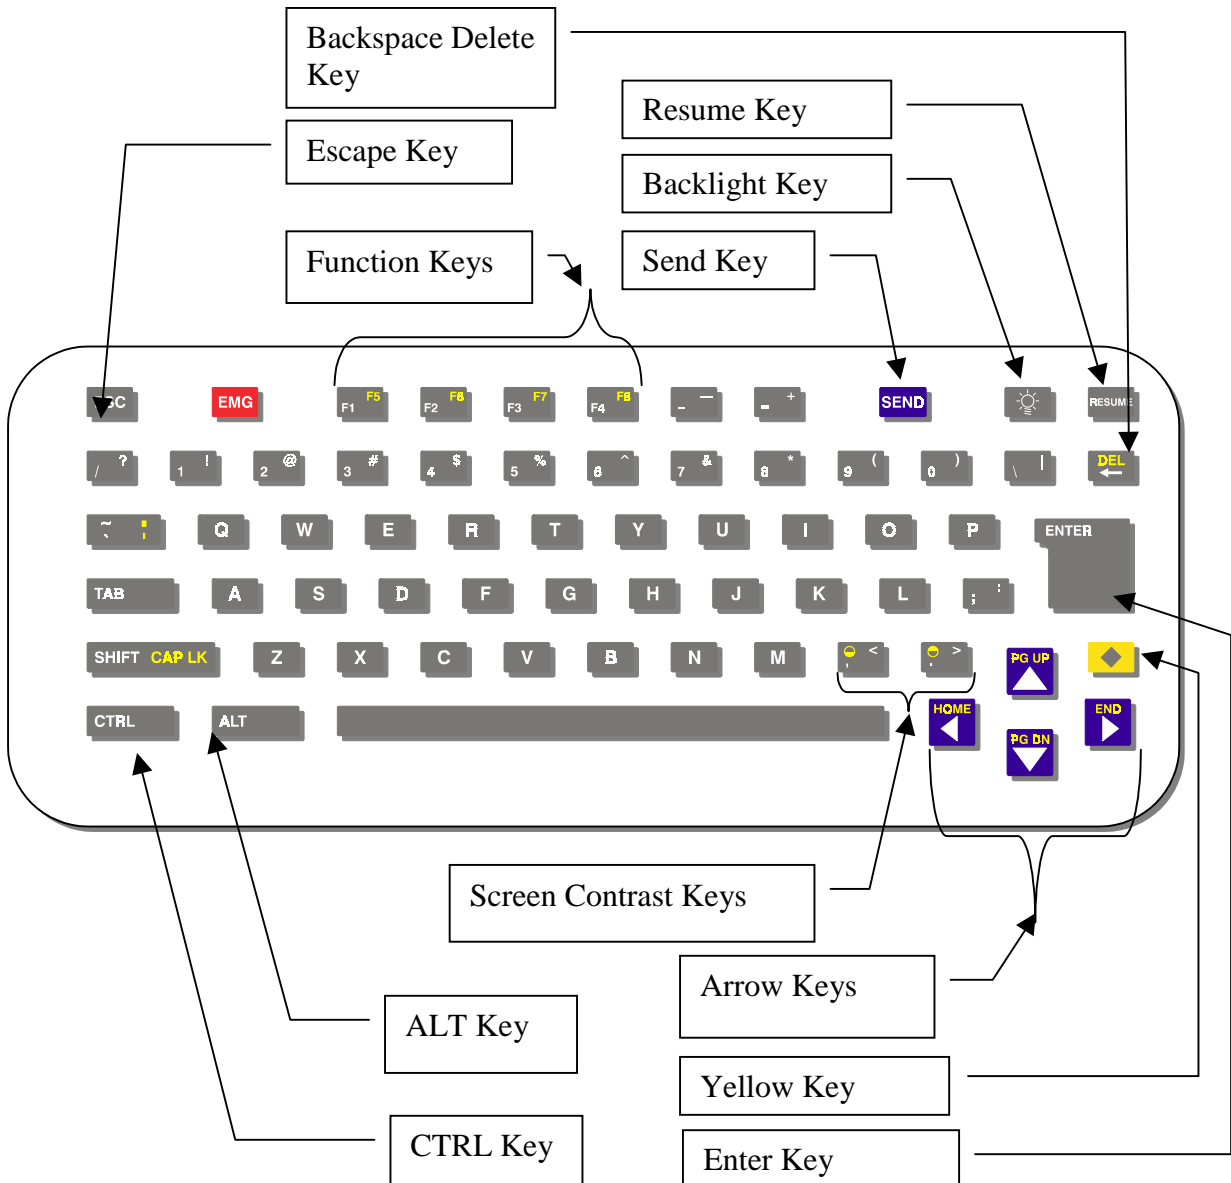 Backspace Delete
Key
Resume Key
Escape Key
Backlight Key
Function Keys
Send Key
SC EMG F1 F5 F2 F6 F3 F7 F4 F8 - — = + SEND RESUME
/ ? 1 ! 2 @ 3 # 4 $ 5 % 6 ^ 7 & 8 * 9 ( 0 ) \ | DEL
~ ` " ' Q W E R T Y U I O P ENTER
TAB A S D F G H J K L ; :
SHIFT CAP LK Z X C V B N M , < . > PG UP
CTRL ALT HOME PG DN END
Screen Contrast Keys
Arrow Keys
ALT Key
Yellow Key
CTRL Key
Enter Key